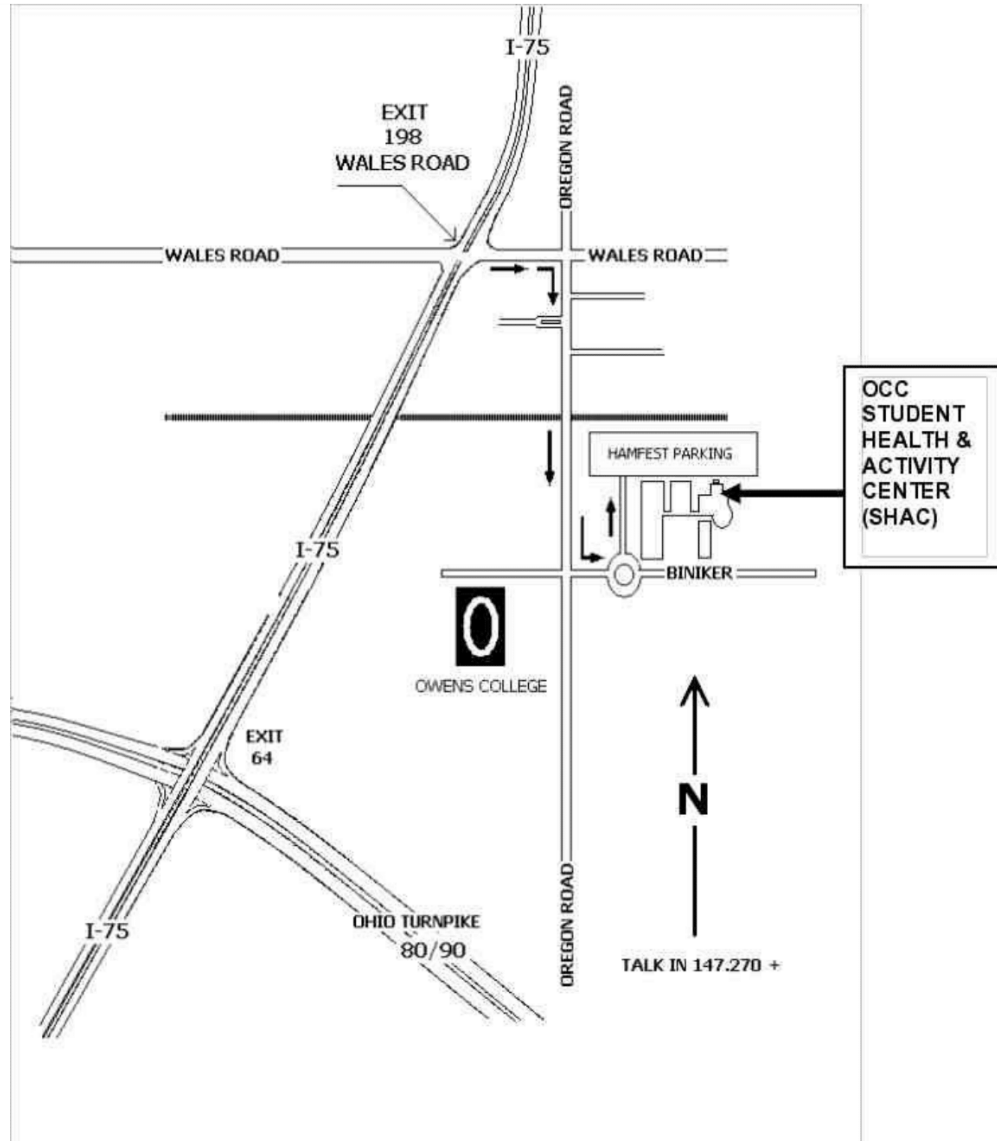 I-75
OREGON ROAD
EXIT
198
WALES ROAD
WALES ROAD
WALES ROAD
OCC
STUDENT
HEALTH &
ACTIVITY
CENTER
(SHAC)
HAMFEST PARKING
I-75
BINIKER
OWENS COLLEGE
EXIT
64
N
OREGON ROAD
OHIO TURNPIKE
80/90
I-75
TALK IN 147.270 +